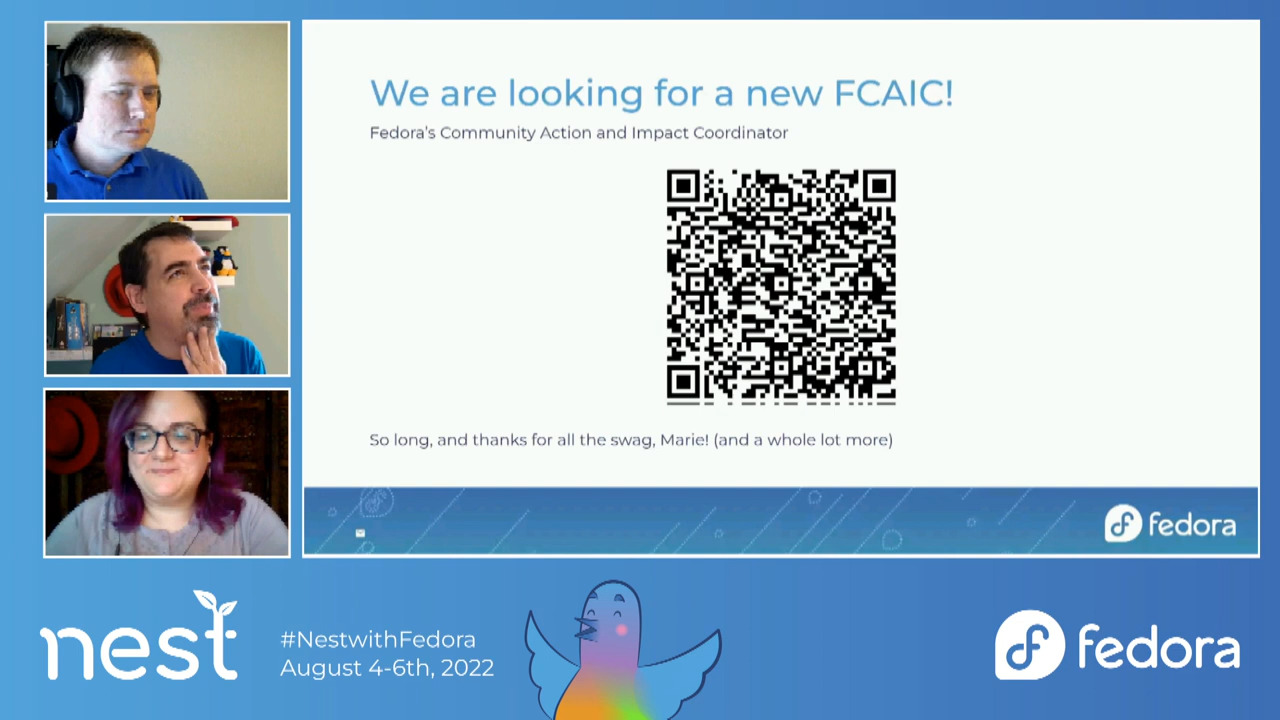 We are looking for a new FCAIC!
Fedora's Community Action and Impact Coordinator
So long, and thanks for all the swag, Marie! (and a whole lot more)
fedora
nest
#NestwithFedora
August 4-6th, 2022
fedora